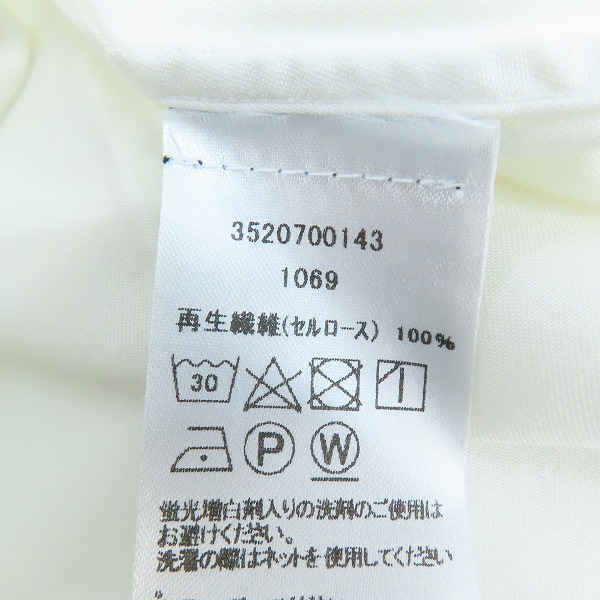 3520700143
1069
再生繊維(セルロース) 100%
30
P
W
蛍光増白剤入りの洗剤のご使用は
お避けください。
洗濯の際はネットを使用してください